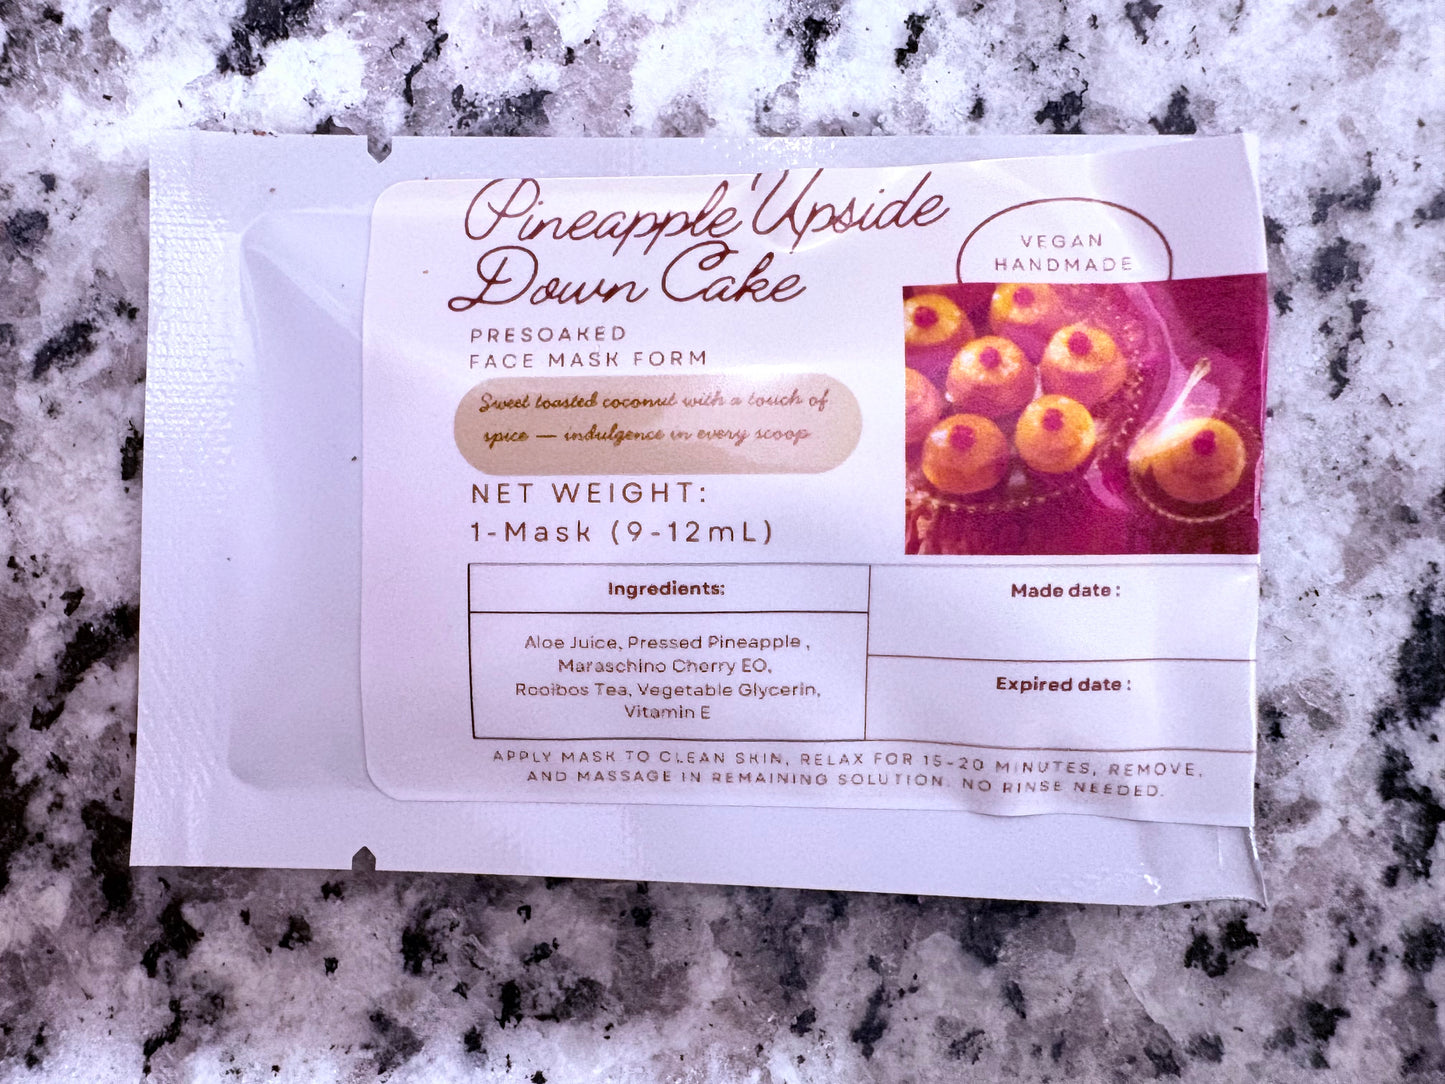 Pineapple Upside
Down Cake
VEGAN
HANDMADE
PRESOAKED
FACE MASK FORM
Sweet toasted coconut with a touch of
spice — indulgence in every scoop
NET WEIGHT:
1-Mask (9-12mL)
Ingredients:
Aloe Juice, Pressed Pineapple ,
Maraschino Cherry EO,
Rooibos Tea, Vegetable Glycerin,
Vitamin E
Made date :
Expired date :
APPLY MASK TO CLEAN SKIN, RELAX FOR 15-20 MINUTES, REMOVE,
AND MASSAGE IN REMAINING SOLUTION. NO RINSE NEEDED.